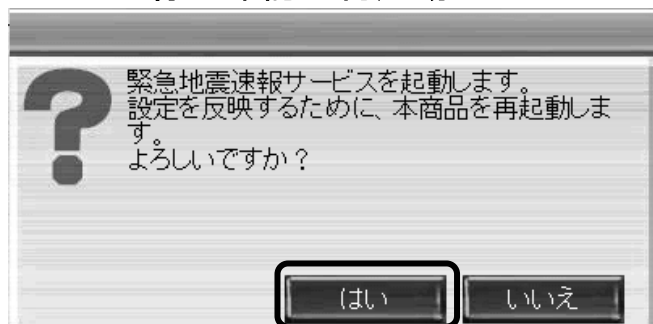 緊急地震速報サービスを起動します。
設定を反映するために、本商品を再起動しま
す。
よろしいですか？
はい
いいえ